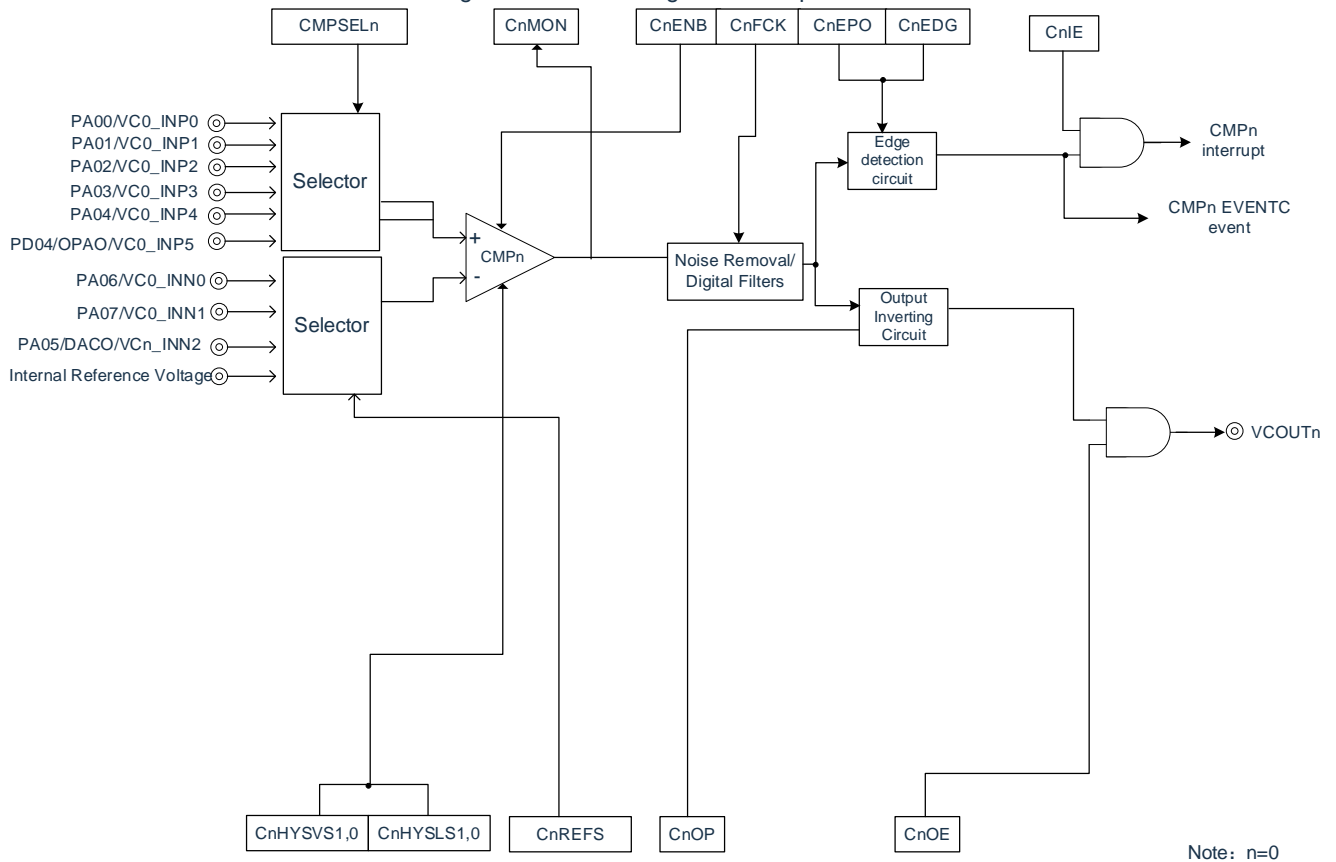 CMPSELn
CnMON
CnENB
CnFCK
CnEPO
CnEDG
CnIE
PA00/VC0_INP0
PA01/VC0_INP1
PA02/VC0_INP2
PA03/VC0_INP3
PA04/VC0_INP4
PD04/OPAO/VC0_INP5
Selector
PA06/VC0_INN0
PA07/VC0_INN1
PA05/DACO/VCn_INN2
Internal Reference Voltage
Selector
+
CMPn
-
Noise Removal/
Digital Filters
Edge
detection
circuit
Output
Inverting
Circuit
CMPn
interrupt
CMPn EVENTC
event
VCOUTn
CnHYSVS1,0
CnHYSLS1,0
CnREFS
CnOP
CnOE
Note: n=0